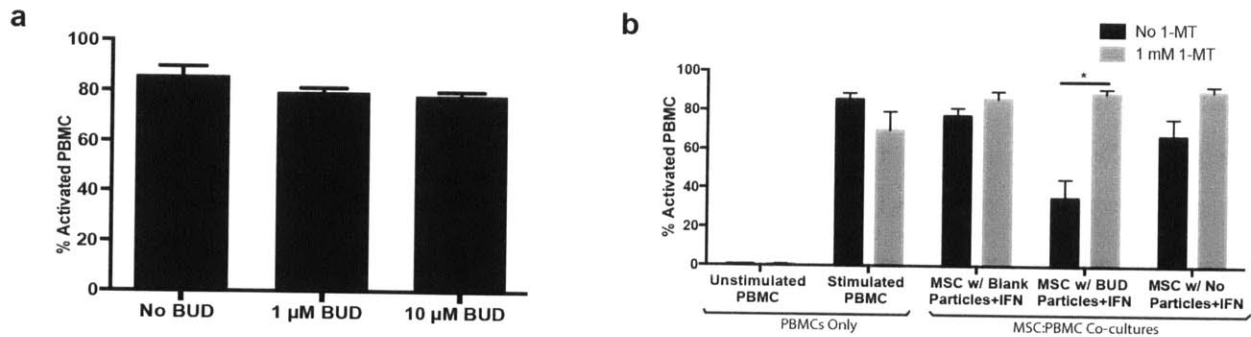 a
% Activated PBMC
100
80
60
40
20
0
No BUD
1 µM BUD
10 µM BUD
b
No 1-MT
1 mM 1-MT
% Activated PBMC
100
80
60
40
20
0
*
Unstimulated
PBMC
Stimulated
PBMC
MSC w/ Blank
Particles+IFN
MSC w/ BUD
Particles+IFN
MSC w/ No
Particles+IFN
PBMCs Only
MSC:PBMC Co-cultures